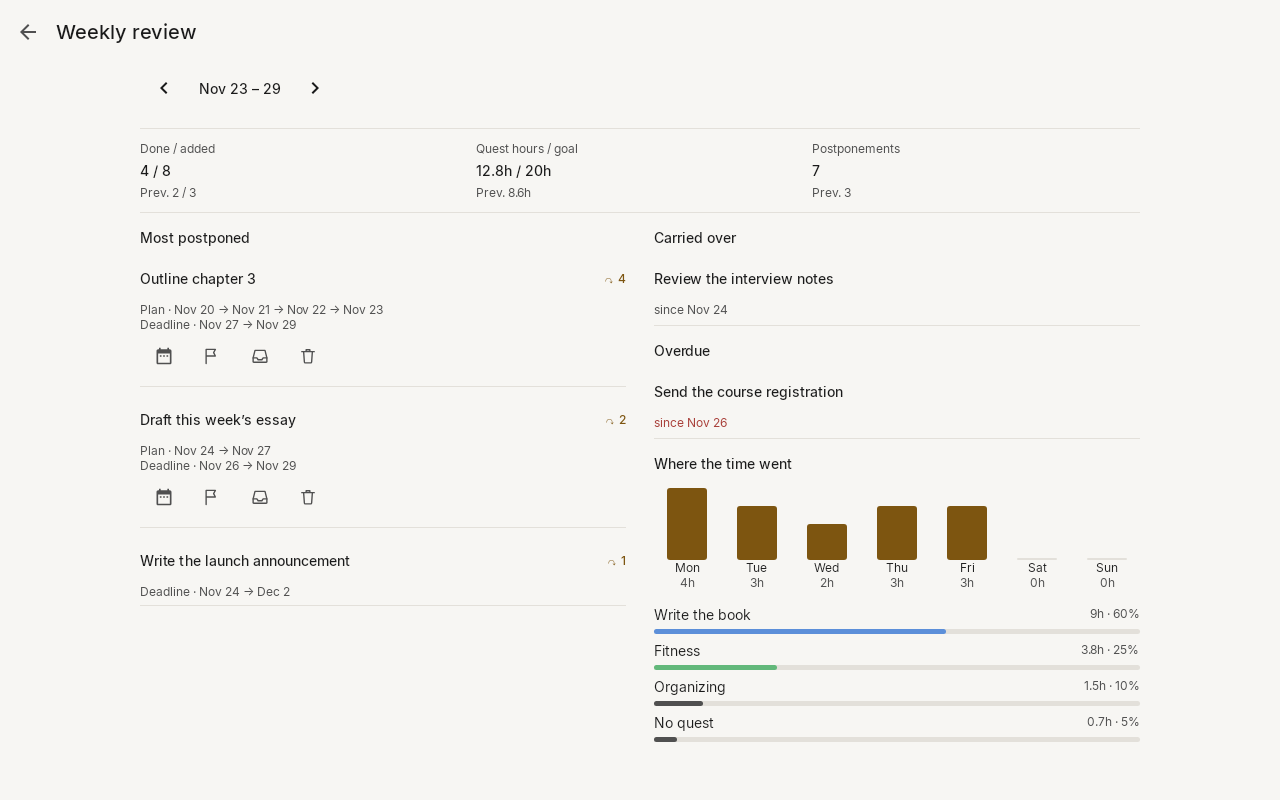 Weekly review
Nov 23 – 29
Done / added
4 / 8
Prev. 2 / 3
Quest hours / goal
12.8h / 20h
Prev. 8.6h
Postponements
7
Prev. 3
Most postponed
Outline chapter 3
4
Plan · Nov 20 → Nov 21 → Nov 22 → Nov 23
Deadline · Nov 27 → Nov 29
Draft this week’s essay
2
Plan · Nov 24 → Nov 27
Deadline · Nov 26 → Nov 29
Write the launch announcement
1
Deadline · Nov 24 → Dec 2
Carried over
Review the interview notes
since Nov 24
Overdue
Send the course registration
since Nov 26
Where the time went
Mon Tue Wed Thu Fri Sat Sun
4h 3h 2h 3h 3h 0h 0h
Write the book 9h · 60%
Fitness 3.8h · 25%
Organizing 1.5h · 10%
No quest 0.7h · 5%